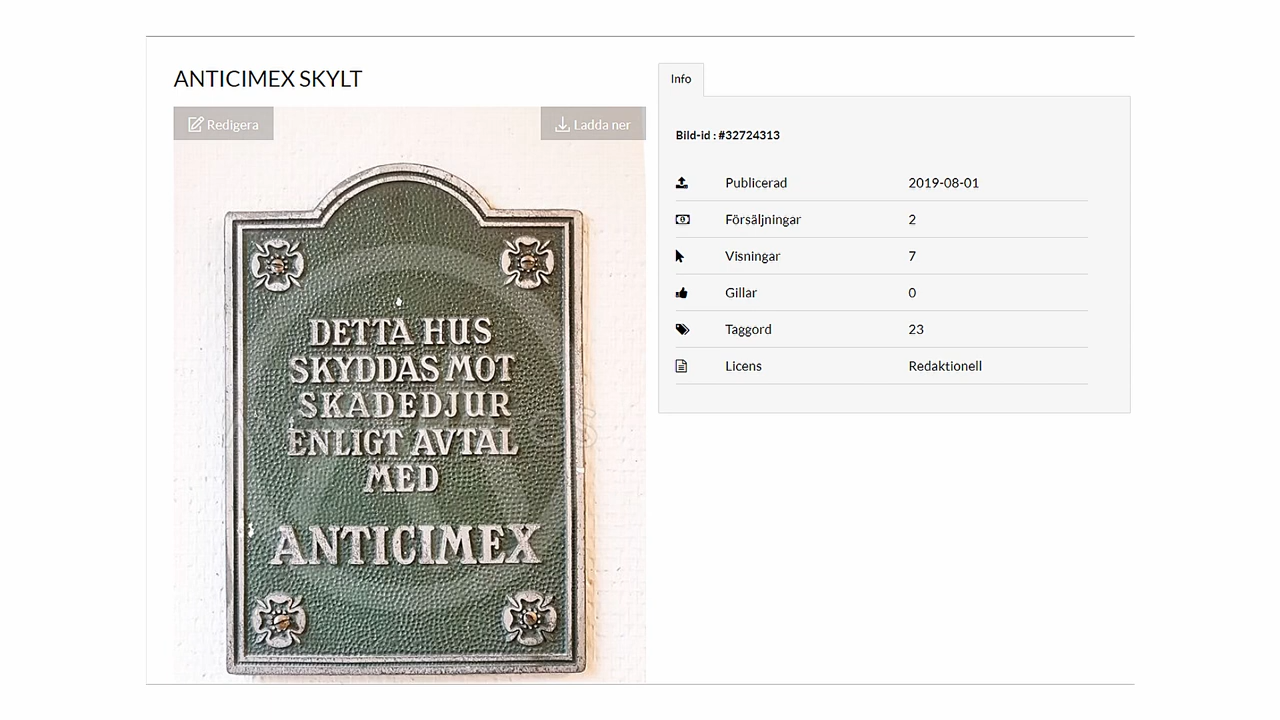 ANTICIMEX SKYLT
Redigera
Ladda ner
DETTA HUS
SKYDDAS MOT
SKADEDJUR
ENLIGT AVTAL
MED
ANTICIMEX
Info
Bild-id : #32724313
Publicerad 2019-08-01
Försäljningar 2
Visningar 7
Gillar 0
Taggord 23
Licens Redaktionell